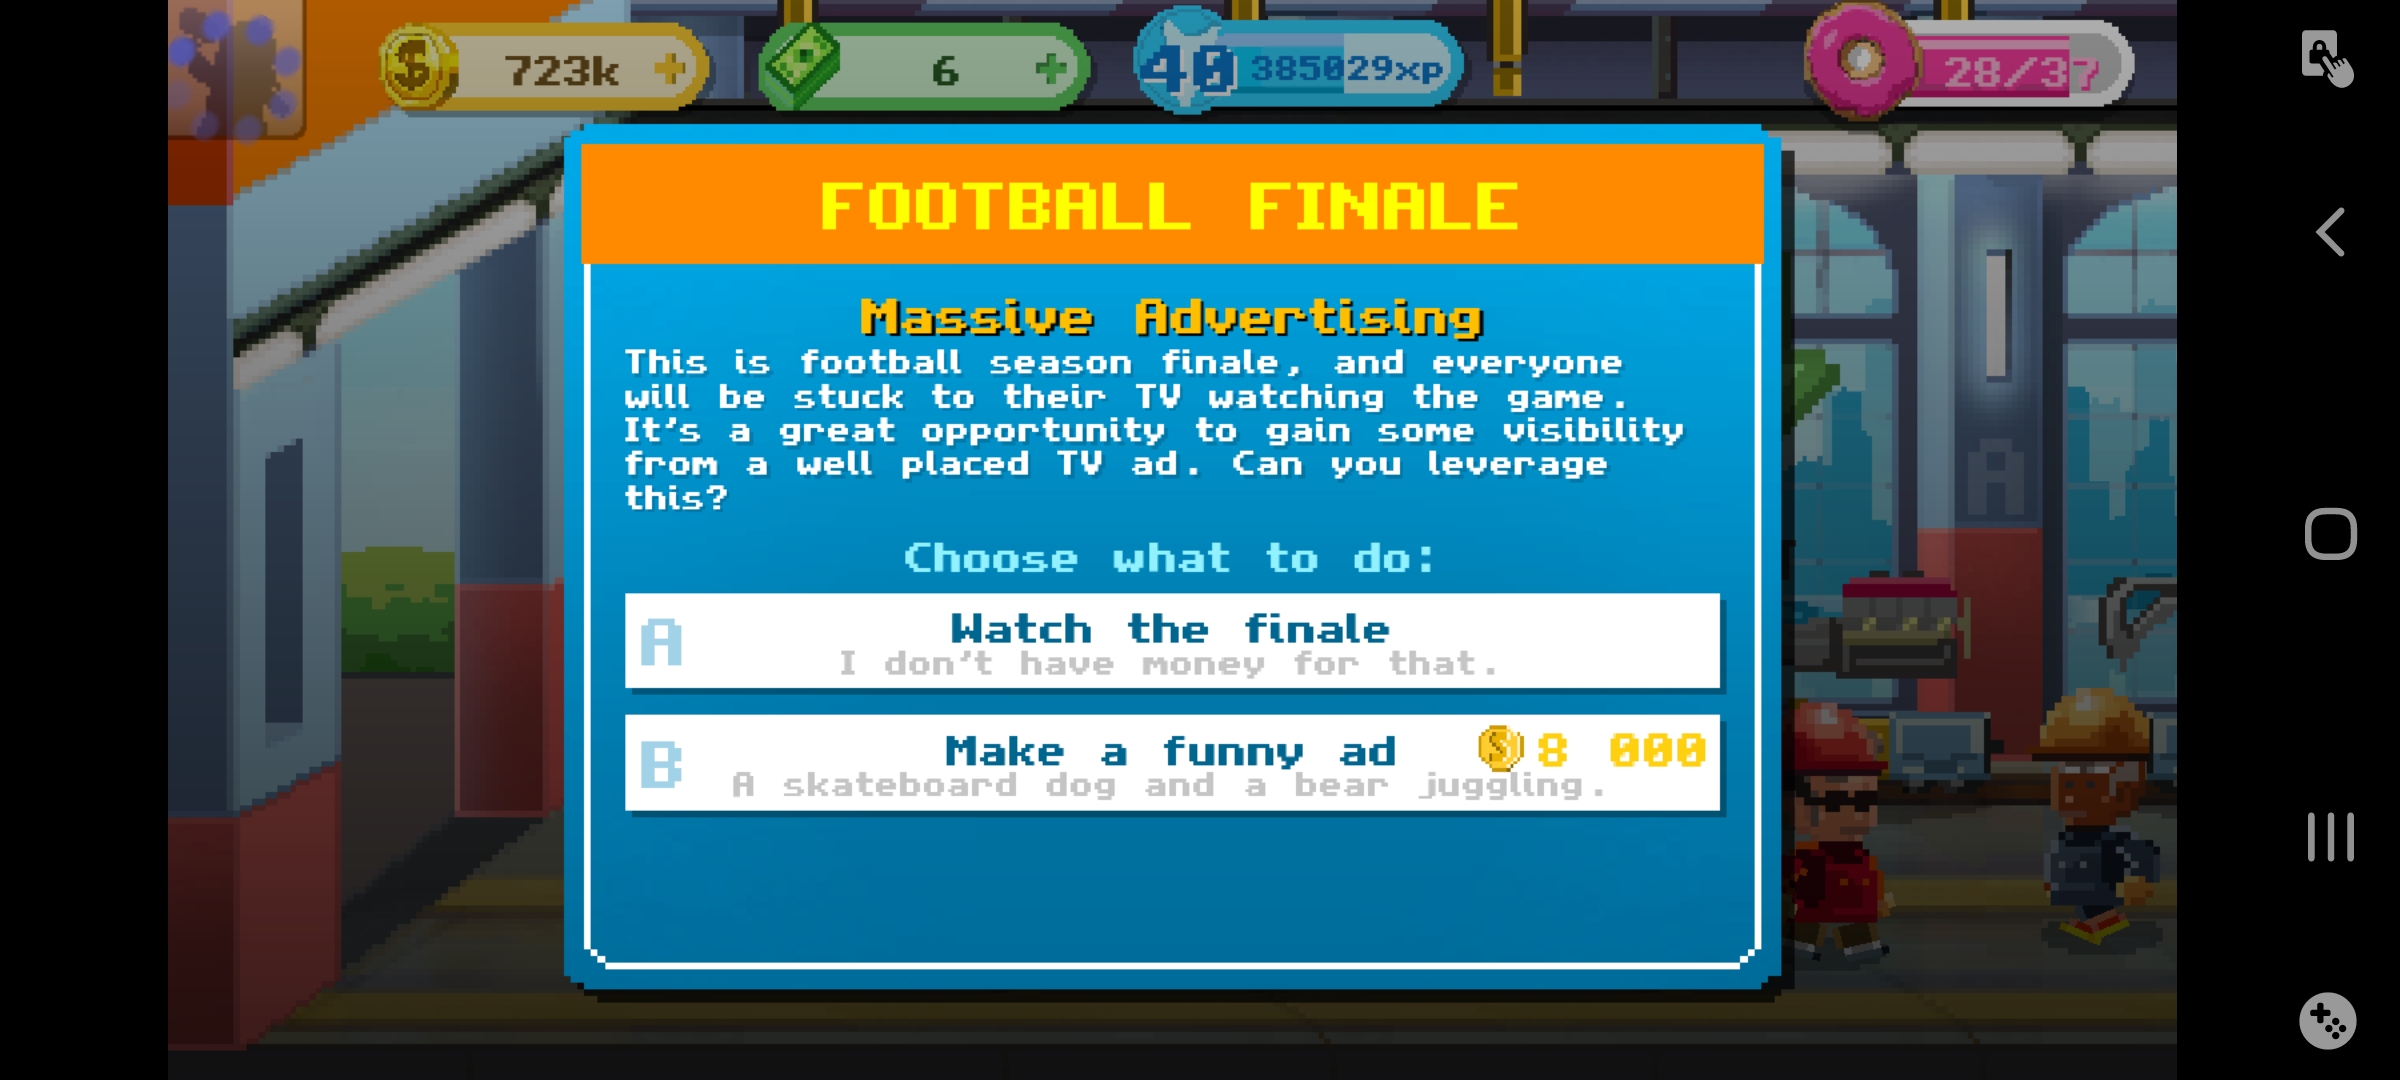 723k
6
40 385029xp
28/37
FOOTBALL FINALE
Massive Advertising
This is football season finale, and everyone
will be stuck to their TV watching the game.
It's a great opportunity to gain some visibility
from a well placed TV ad. Can you leverage
this?
Choose what to do:
A
Watch the finale
I don't have money for that.
B
Make a funny ad
$8 000
A skateboard dog and a bear juggling.
A